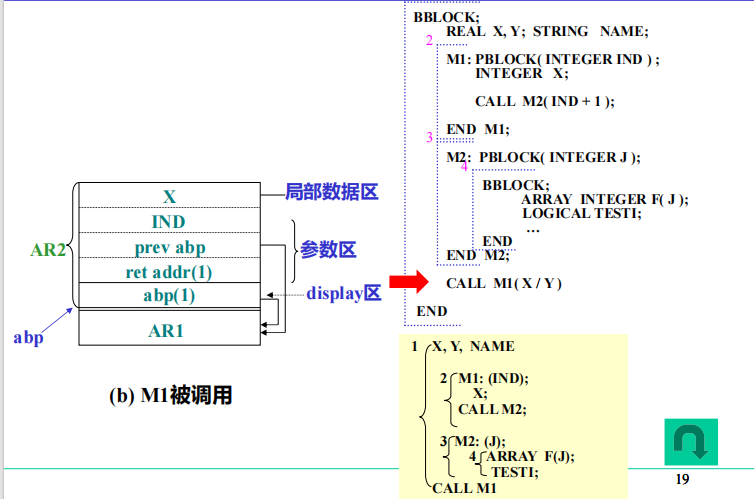 BBLOCK;
REAL X, Y; STRING NAME;
2
M1: PBLOCK( INTEGER IND ) ;
INTEGER X;
CALL M2( IND + 1 );
END M1;
3
M2: PBLOCK( INTEGER J );
4
BBLOCK;
ARRAY INTEGER F( J );
LOGICAL TESTI;
…
END
END M2;
CALL M1( X / Y )
END
X
局部数据区
IND
AR2
prev abp
参数区
ret addr(1)
abp(1)
display区
abp
AR1
(b) M1被调用
1 X, Y, NAME
2 M1: (IND);
X;
CALL M2;
3 M2: (J);
4 ARRAY F(J);
TESTI;
CALL M1
19